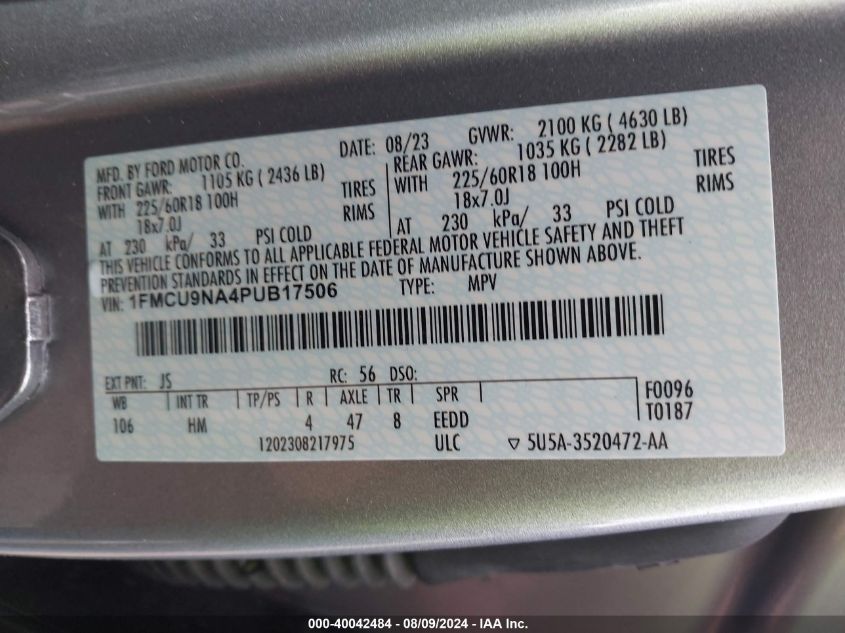 MFD. BY FORD MOTOR CO. DATE: 08/23 GVWR: 2100 KG ( 4630 LB)
FRONT GAWR: 1105 KG ( 2436 LB) REAR GAWR: 1035 KG ( 2282 LB)
WITH 225/60R18 100H TIRES WITH 225/60R18 100H TIRES
18x7.0J RIMS 18x7.0J RIMS
AT 230 kPa/ 33 PSI COLD AT 230 kPa/ 33 PSI COLD
THIS VEHICLE CONFORMS TO ALL APPLICABLE FEDERAL MOTOR VEHICLE SAFETY AND THEFT
PREVENTION STANDARDS IN EFFECT ON THE DATE OF MANUFACTURE SHOWN ABOVE.
VIN: 1FMCU9NA4PUB17506 TYPE: MPV
EXT PNT: JS RC: 56 DSO:
WB INT TR TP/PS R AXLE TR SPR F0096
106 HM 4 47 8 EEDD T0187
1202308217975 ULC ▽ 5U5A-3520472-AA
000-40042484 - 08/09/2024 - IAA Inc.